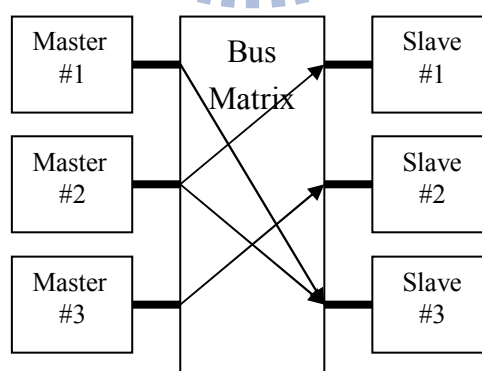 Master
#1
Bus
Matrix
Slave
#1
Master
#2
Slave
#2
Master
#3
Slave
#3